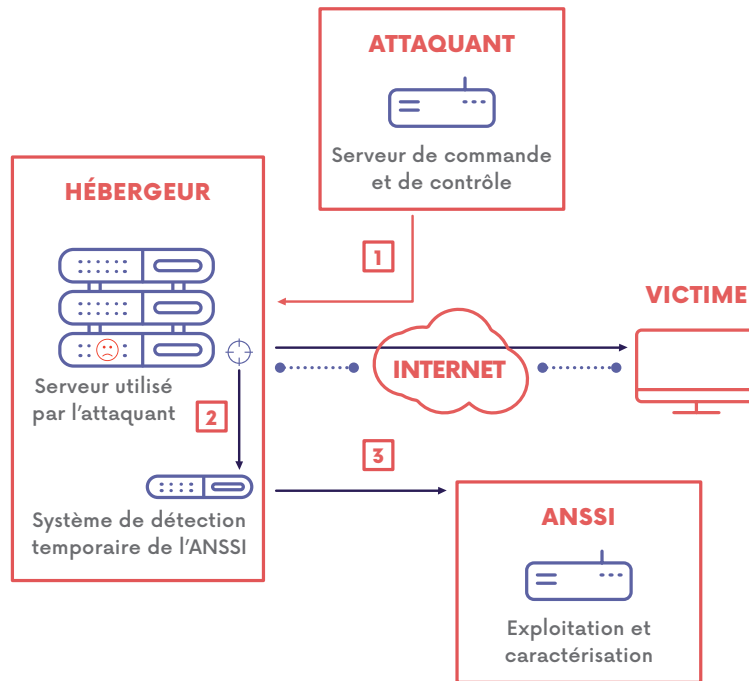 ATTAQUANT
Serveur de commande
et de contrôle
HÉBERGEUR
1
VICTIME
INTERNET
Serveur utilisé
par l'attaquant
2
3
Système de détection
temporaire de l'ANSSI
ANSSI
Exploitation et
caractérisation